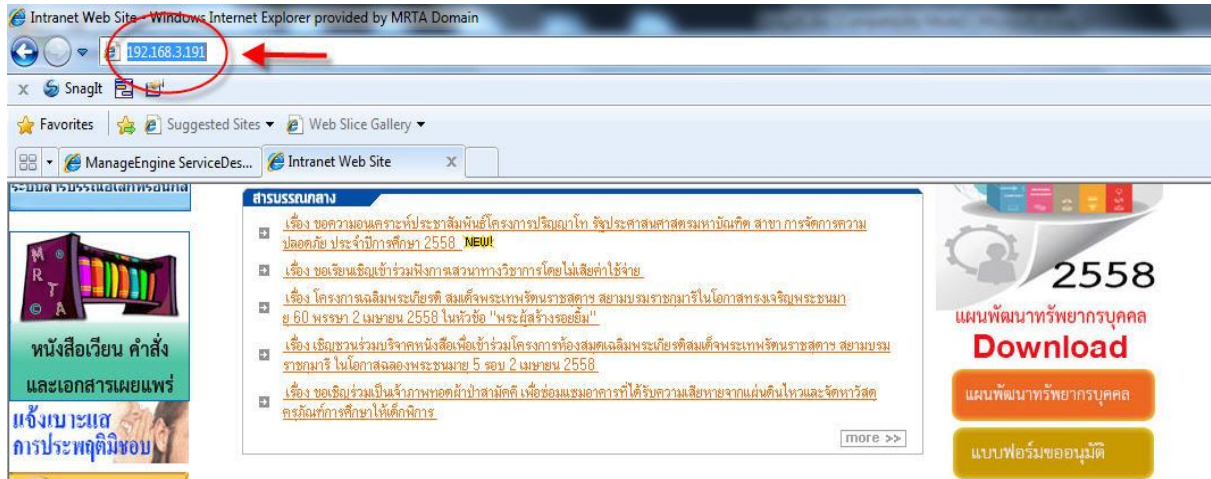 Intranet Web Site - Windows Internet Explorer provided by MRTA Domain
192.168.3.191
x SnagIt
Favorites Suggested Sites Web Slice Gallery
ManageEngine ServiceDes... Intranet Web Site x
ระบบสารบรรณอิเล็กทรอนิกส์
MRTA
หนังสือเวียน คำสั่ง
และเอกสารเผยแพร่
แจ้งเบาะแส
การประพฤติมิชอบ
สารบรรณกลาง
เรื่อง ขอความอนุเคราะห์ประชาสัมพันธ์โครงการปริญญาโท รัฐประศาสนศาสตรมหาบัณฑิต สาขา การจัดการความ
ปลอดภัย ประจำปีการศึกษา 2558 NEW!
เรื่อง ขอเรียนเชิญเข้าร่วมฟังการเสวนาทางวิชาการโดยไม่เสียค่าใช้จ่าย
เรื่อง โครงการเฉลิมพระเกียรติ สมเด็จพระเทพรัตนราชสุดาฯ สยามบรมราชกุมารีในโอกาสทรงเจริญพระชนมา
ยุ 60 พรรษา 2 เมษายน 2558 ในหัวข้อ "พระผู้สร้างรอยยิ้ม"
เรื่อง เชิญชวนร่วมบริจาคหนังสือเพื่อเข้าร่วมโครงการห้องสมุดเฉลิมพระเกียรติสมเด็จพระเทพรัตนราชสุดาฯ สยามบรม
ราชกุมารี ในโอกาสฉลองพระชนมายุ 5 รอบ 2 เมษายน 2558
เรื่อง ขอเชิญร่วมเป็นเจ้าภาพทอดผ้าป่าสามัคคี เพื่อซ่อมแซมอาคารที่ได้รับความเสียหายจากแผ่นดินไหวและจัดหาวัสดุ
ครุภัณฑ์การศึกษาให้เด็กพิการ
more >>
2558
แผนพัฒนาทรัพยากรบุคคล
Download
แผนพัฒนาทรัพยากรบุคคล
แบบฟอร์มขออนุมัติ